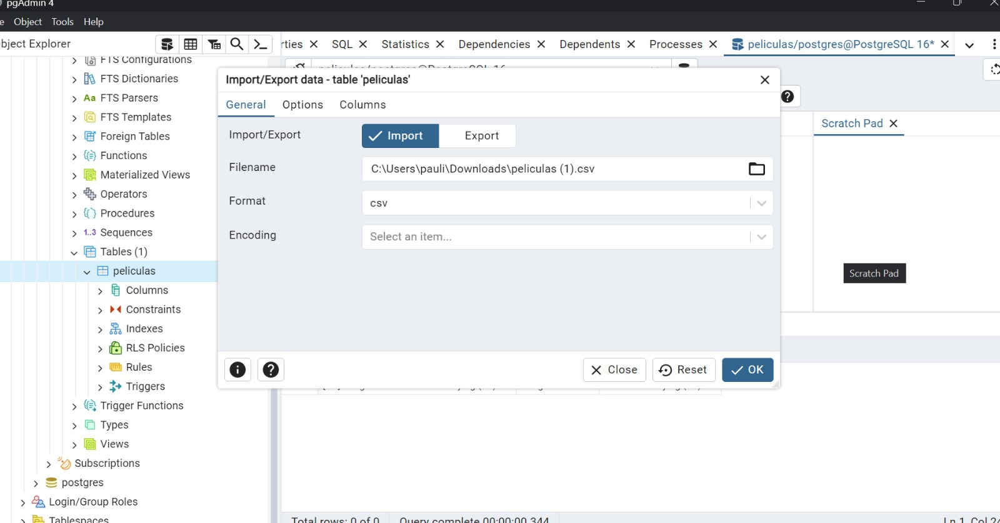 pgAdmin 4
Object Tools Help
bject Explorer
rties SQL Statistics Dependencies Dependents Processes peliculas/postgres@PostgreSQL 16*
FTS Configurations
FTS Dictionaries
Aa FTS Parsers
FTS Templates
Foreign Tables
Functions
Materialized Views
Operators
Procedures
1..3 Sequences
Tables (1)
peliculas
Columns
Constraints
Indexes
RLS Policies
Rules
Triggers
Trigger Functions
Types
Views
Subscriptions
postgres
Login/Group Roles
Tablespaces
peliculas/postgres@PostgreSQL 16
Import/Export data - table 'peliculas'
General Options Columns
Import/Export Import Export
Filename C:\Users\pauli\Downloads\peliculas (1).csv
Format csv
Encoding Select an item...
Close Reset OK
Scratch Pad
Scratch Pad
Total rows: 0 of 0 Query complete 00:00:00.344
Ln 1, Col